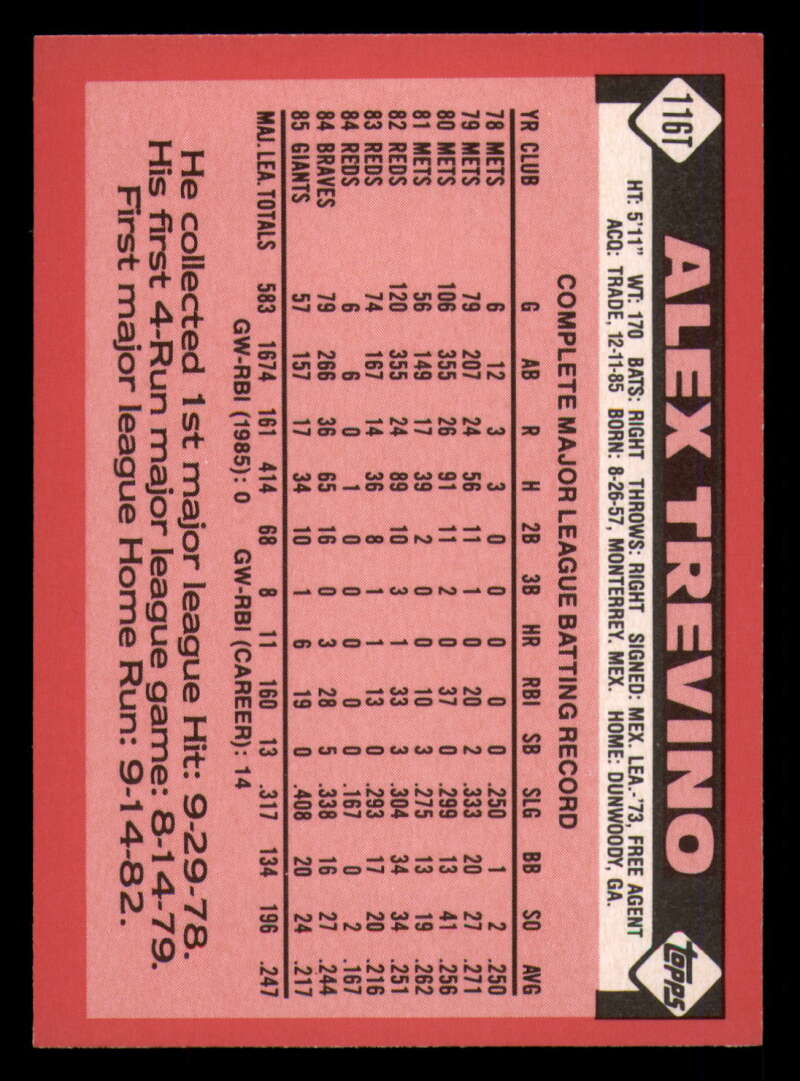 116T
ALEX TREVINO
topps
HT: 5'11" WT: 170 BATS: RIGHT THROWS: RIGHT SIGNED: MEX. LEA.-'73, FREE AGENT
ACQ: TRADE, 12-11-85 BORN: 8-26-57, MONTERREY, MEX. HOME: DUNWOODY, GA.
COMPLETE MAJOR LEAGUE BATTING RECORD
YR CLUB G AB R H 2B 3B HR RBI SB SLG BB SO AVG
78 METS 6 12 3 3 0 0 0 0 0 .250 1 2 .250
79 METS 79 207 24 56 11 1 0 20 2 .333 20 27 .271
80 METS 106 355 26 91 11 2 0 37 0 .299 13 41 .256
81 METS 56 149 17 39 2 0 0 10 3 .275 13 19 .262
82 REDS 120 355 24 89 10 3 1 33 3 .304 34 34 .251
83 REDS 74 167 14 36 8 1 1 13 0 .293 17 20 .216
84 REDS 6 6 0 1 0 0 0 0 0 .167 0 2 .167
84 BRAVES 79 266 36 65 16 0 3 28 5 .338 16 27 .244
85 GIANTS 57 157 17 34 10 1 6 19 0 .408 20 24 .217
MAJ. LEA. TOTALS 583 1674 161 414 68 8 11 160 13 .317 134 196 .247
GW-RBI (1985): 0 GW-RBI (CAREER): 14
He collected 1st major league Hit: 9-29-78.
His first 4-Run major league game: 8-14-79.
First major league Home Run: 9-14-82.